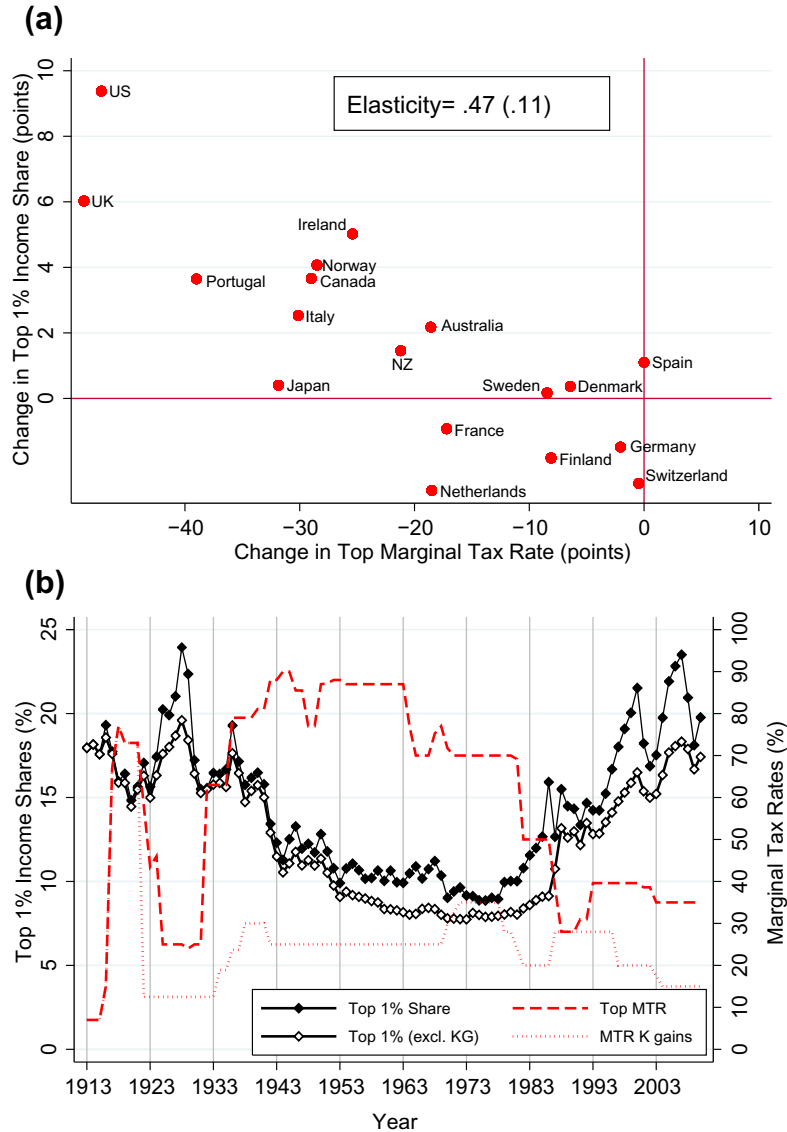 (a)
Change in Top 1% Income Share (points)
10
8
6
4
2
0
Elasticity= .47 (.11)
US
UK
Ireland
Norway
Portugal
Canada
Italy
Australia
NZ
Spain
Japan
Sweden
Denmark
France
Germany
Finland
Switzerland
Netherlands
−40 −30 −20 −10 0 10
Change in Top Marginal Tax Rate (points)
(b)
Top 1% Income Shares (%)
25
20
15
10
5
0
Marginal Tax Rates (%)
100
90
80
70
60
50
40
30
20
10
0
Top 1% Share
Top MTR
Top 1% (excl. KG)
MTR K gains
1913 1923 1933 1943 1953 1963 1973 1983 1993 2003
Year